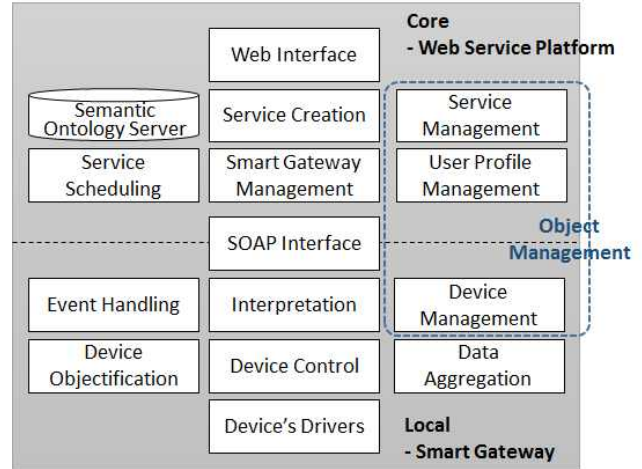 Core
- Web Service Platform
Web Interface
Semantic
Ontology Server
Service Creation
Service
Management
Service
Scheduling
Smart Gateway
Management
User Profile
Management
SOAP Interface
Object
Management
Event Handling
Interpretation
Device
Management
Device
Objectification
Device Control
Data
Aggregation
Device's Drivers
Local
- Smart Gateway